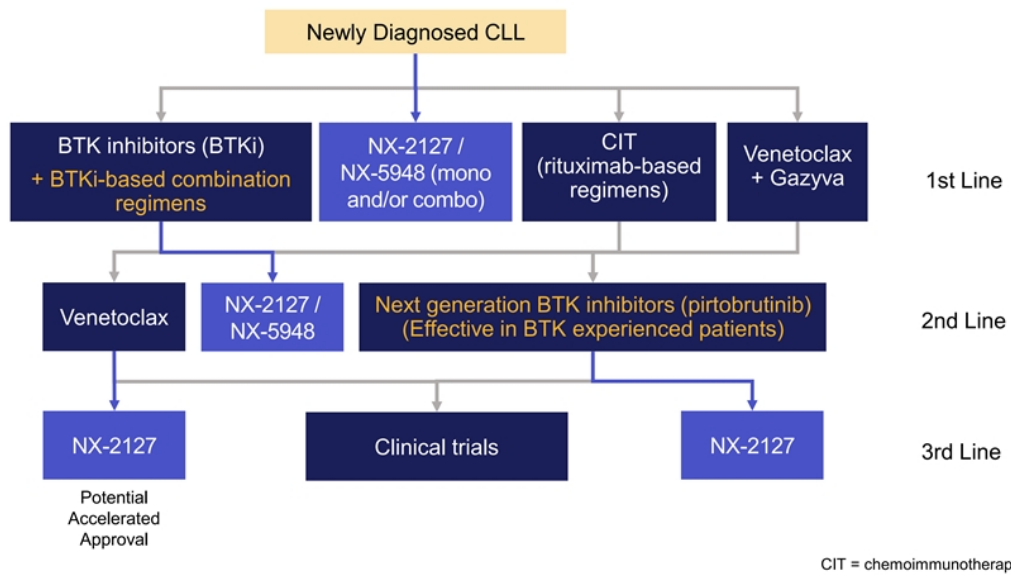 Newly Diagnosed CLL
BTK inhibitors (BTKi)
+ BTKi-based combination
regimens
NX-2127 /
NX-5948 (mono
and/or combo)
CIT
(rituximab-based
regimens)
Venetoclax
+ Gazyva
1st Line
Venetoclax
NX-2127 /
NX-5948
Next generation BTK inhibitors (pirtobrutinib)
(Effective in BTK experienced patients)
2nd Line
NX-2127
Clinical trials
NX-2127
3rd Line
Potential
Accelerated
Approval
CIT = chemoimmunotherap